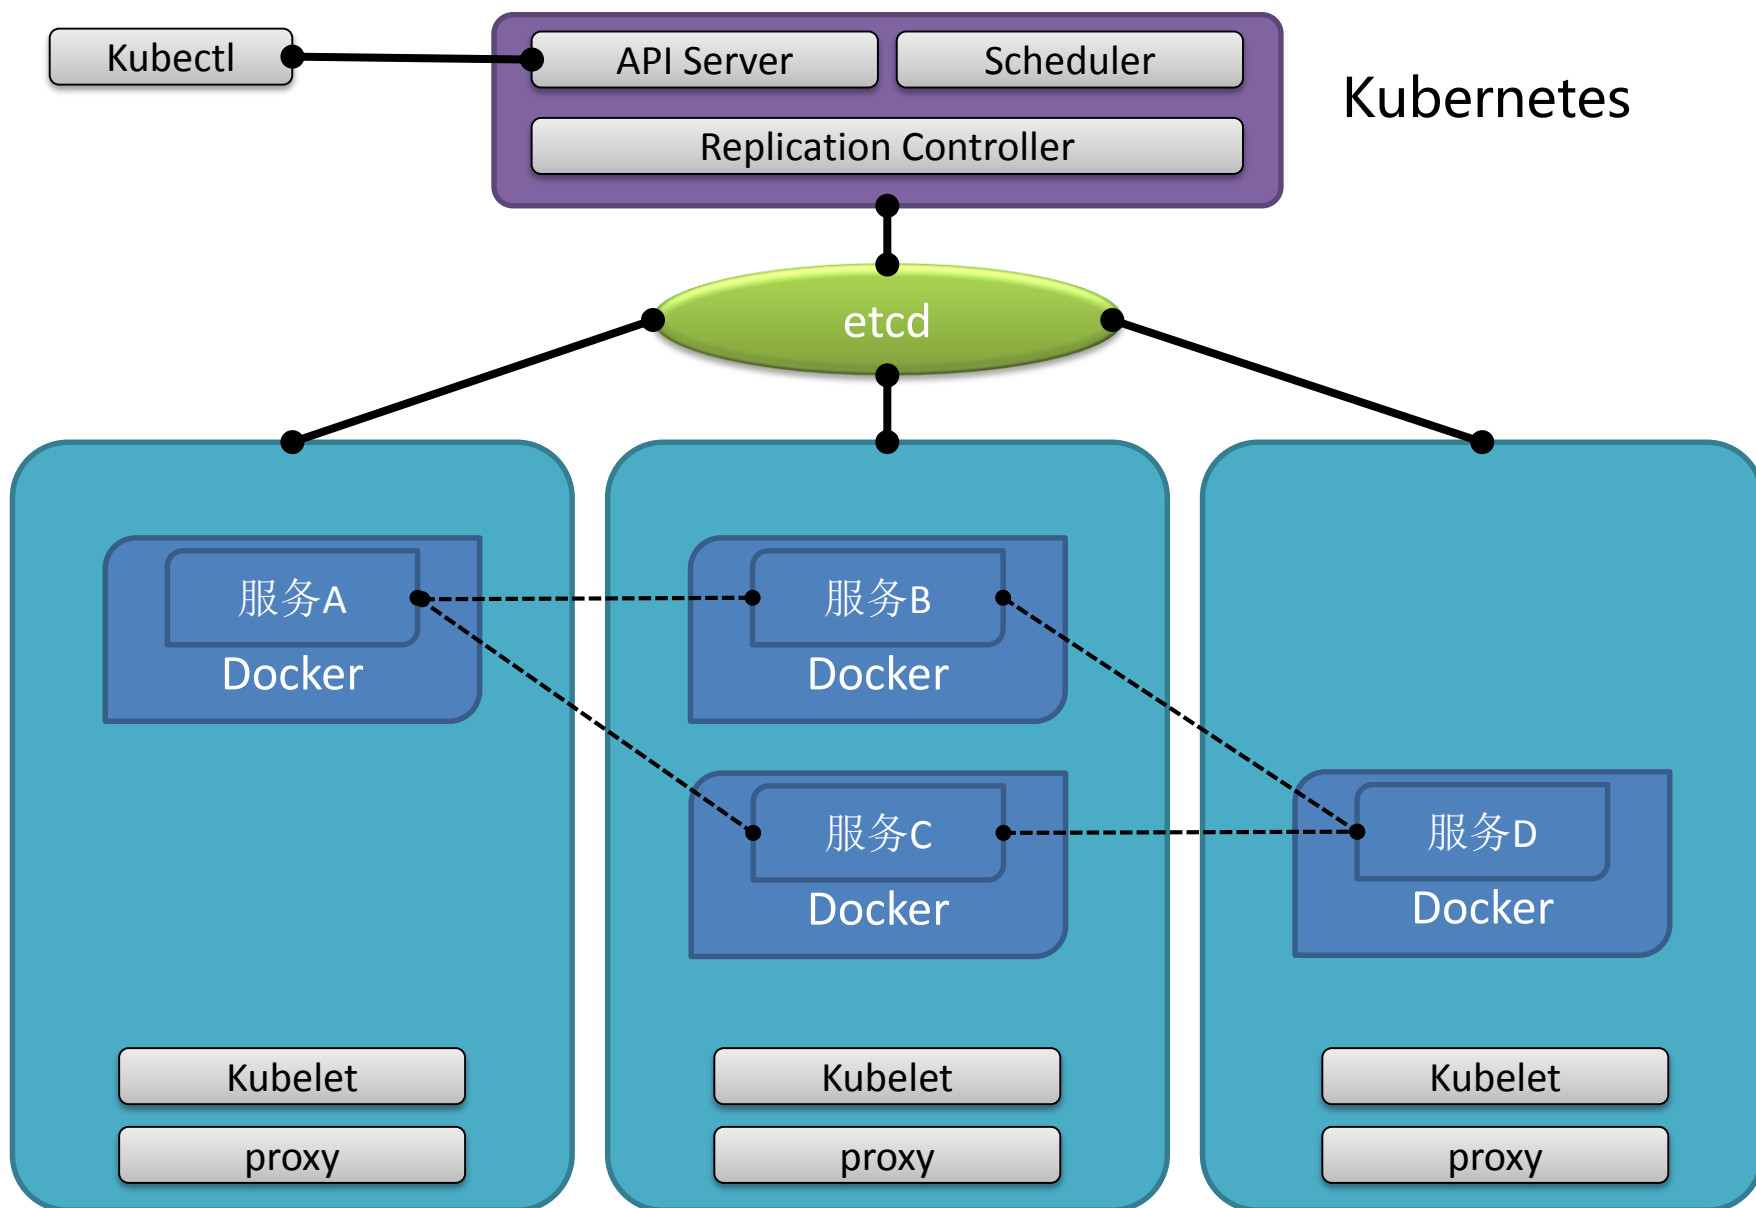 Kubectl
API Server
Scheduler
Kubernetes
Replication Controller
etcd
服务A
Docker
服务B
Docker
服务C
Docker
服务D
Docker
Kubelet
proxy
Kubelet
proxy
Kubelet
proxy